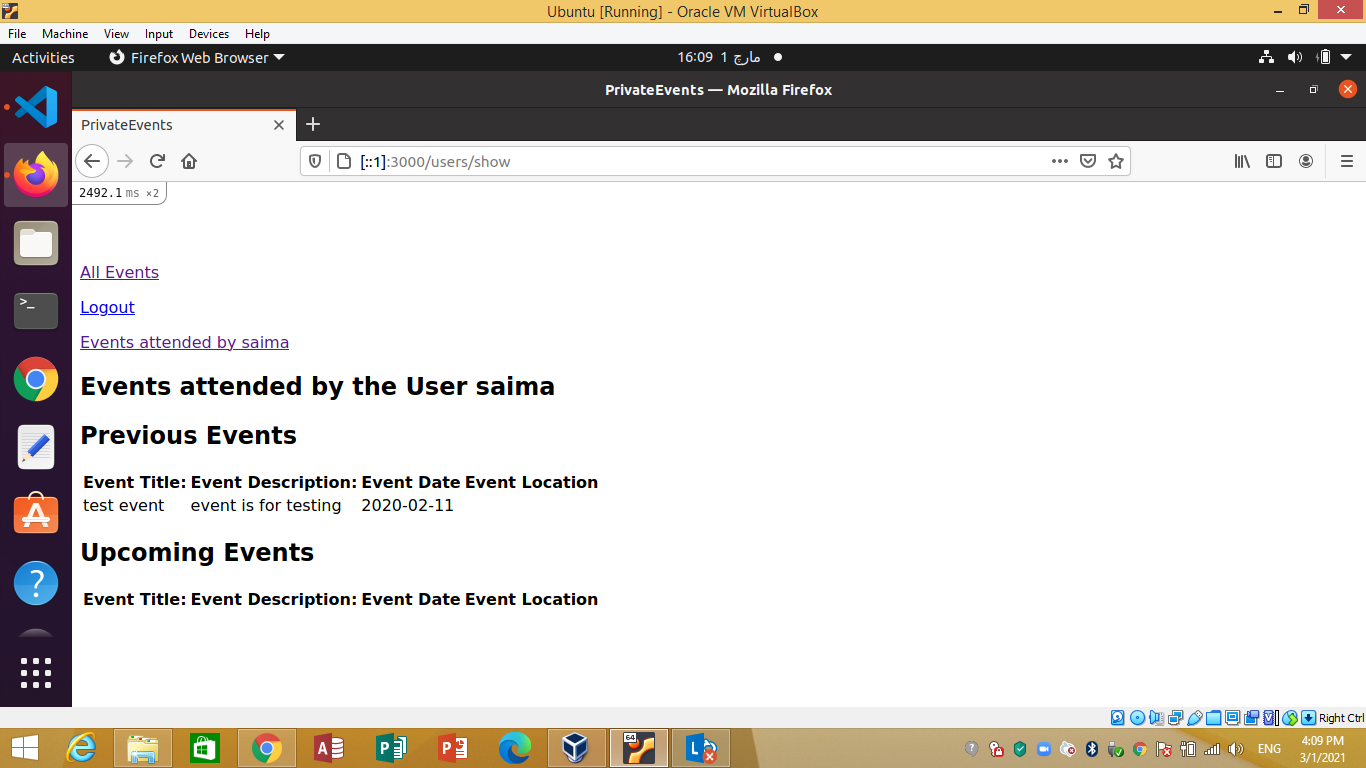 Ubuntu [Running] - Oracle VM VirtualBox
File Machine View Input Devices Help
Activities Firefox Web Browser 16:09 1 مارچ
PrivateEvents — Mozilla Firefox
PrivateEvents
[::1]:3000/users/show
2492.1 ms ×2
All Events
Logout
Events attended by saima
Events attended by the User saima
Previous Events
Event Title: Event Description: Event Date Event Location
test event event is for testing 2020-02-11
Upcoming Events
Event Title: Event Description: Event Date Event Location
Right Ctrl
ENG
4:09 PM
3/1/2021